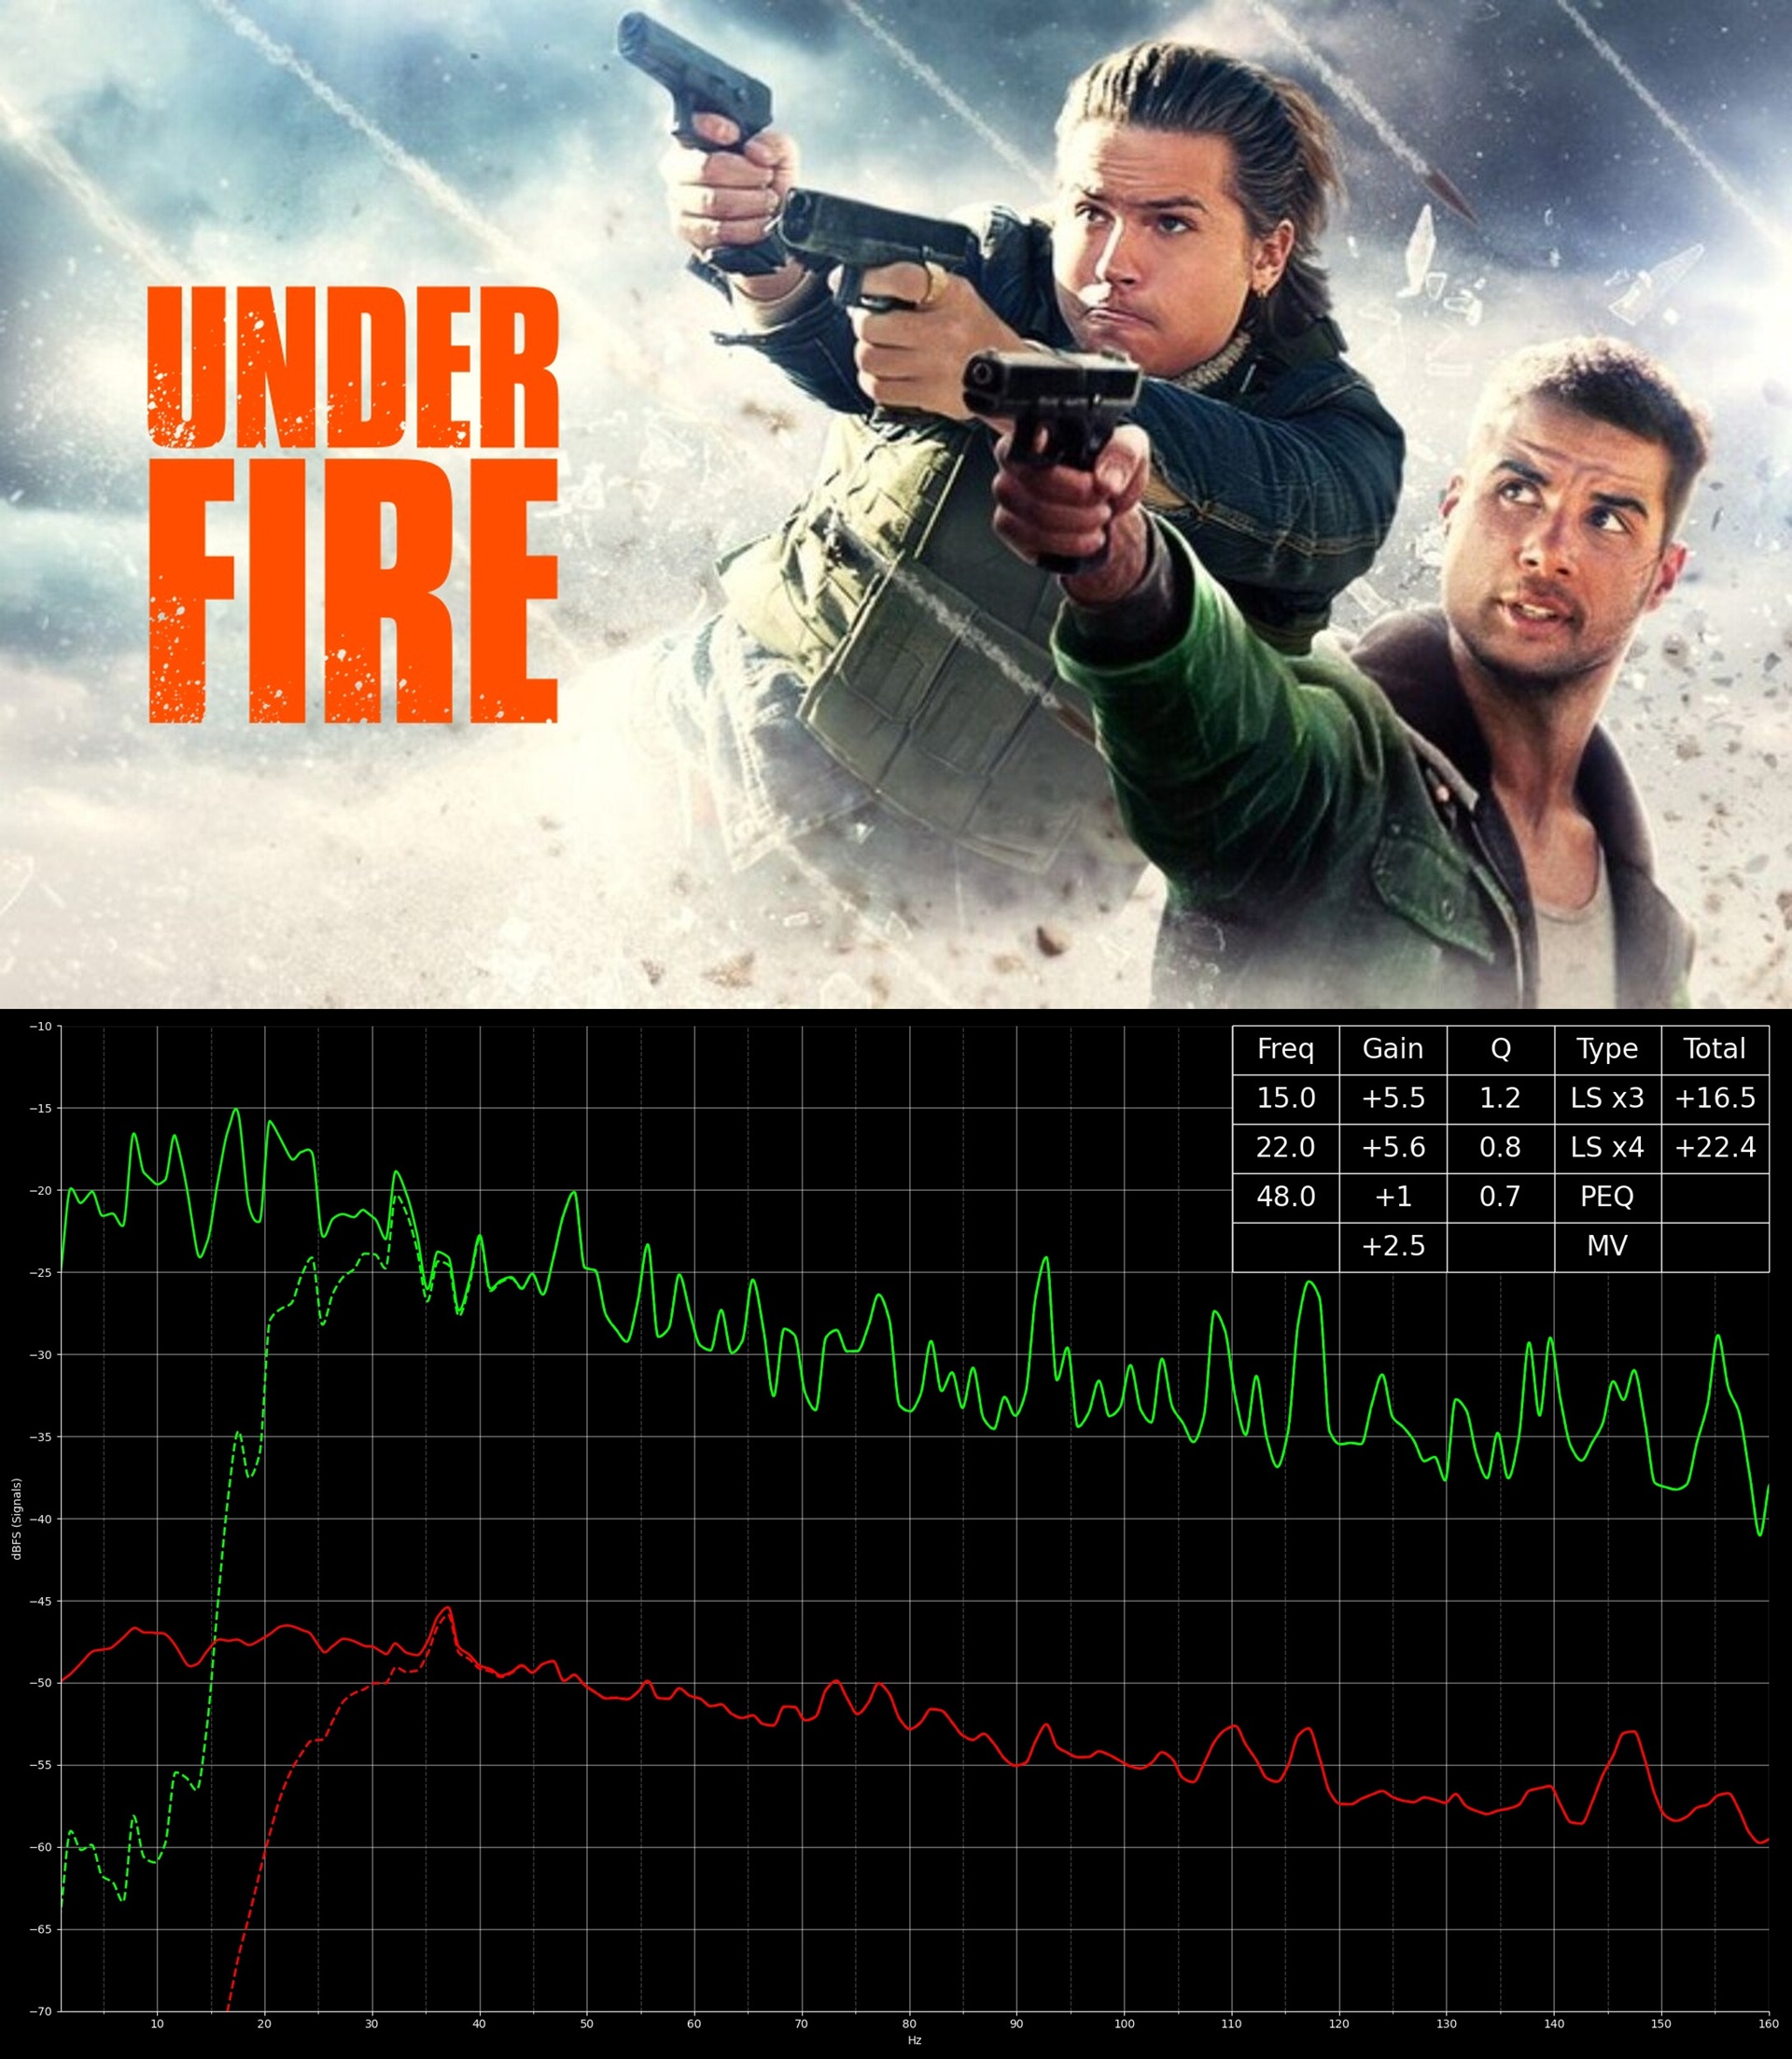 UNDER
FIRE
Freq Gain Q Type Total
15.0 +5.5 1.2 LS x3 +16.5
22.0 +5.6 0.8 LS x4 +22.4
48.0 +1 0.7 PEQ
+2.5 MV
−10
−15
−20
−25
−30
−35
−40
−45
−50
−55
−60
−65
−70
dBFS (Signals)
10 20 30 40 50 60 70 80 90 100 110 120 130 140 150 160
Hz